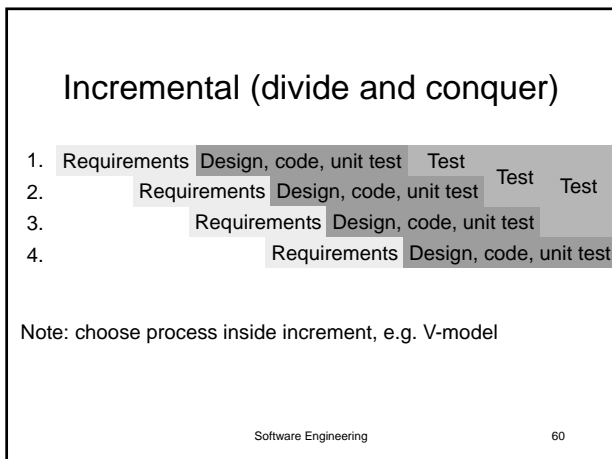 Incremental (divide and conquer)
1. Requirements Design, code, unit test Test
2. Requirements Design, code, unit test Test Test
3. Requirements Design, code, unit test
4. Requirements Design, code, unit test
Note: choose process inside increment, e.g. V-model
Software Engineering 60